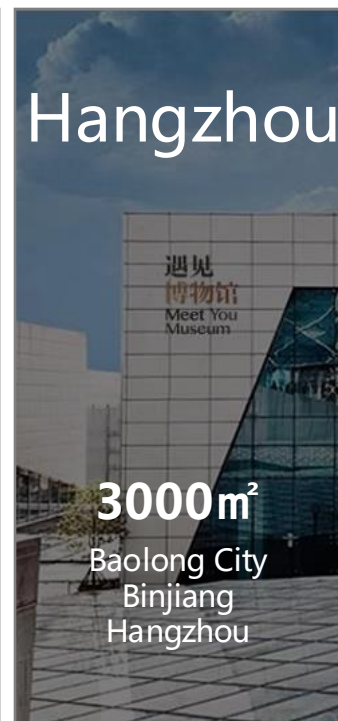 Hangzhou
遇见
博物馆
Meet You
Museum
3000㎡
Baolong City
Binjiang
Hangzhou